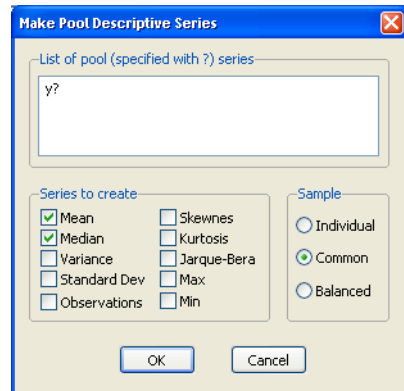 Make Pool Descriptive Series
List of pool (specified with ?) series
y?
Series to create
Mean
Median
Variance
Standard Dev
Observations
Skewnes
Kurtosis
Jarque-Bera
Max
Min
Sample
Individual
Common
Balanced
OK
Cancel